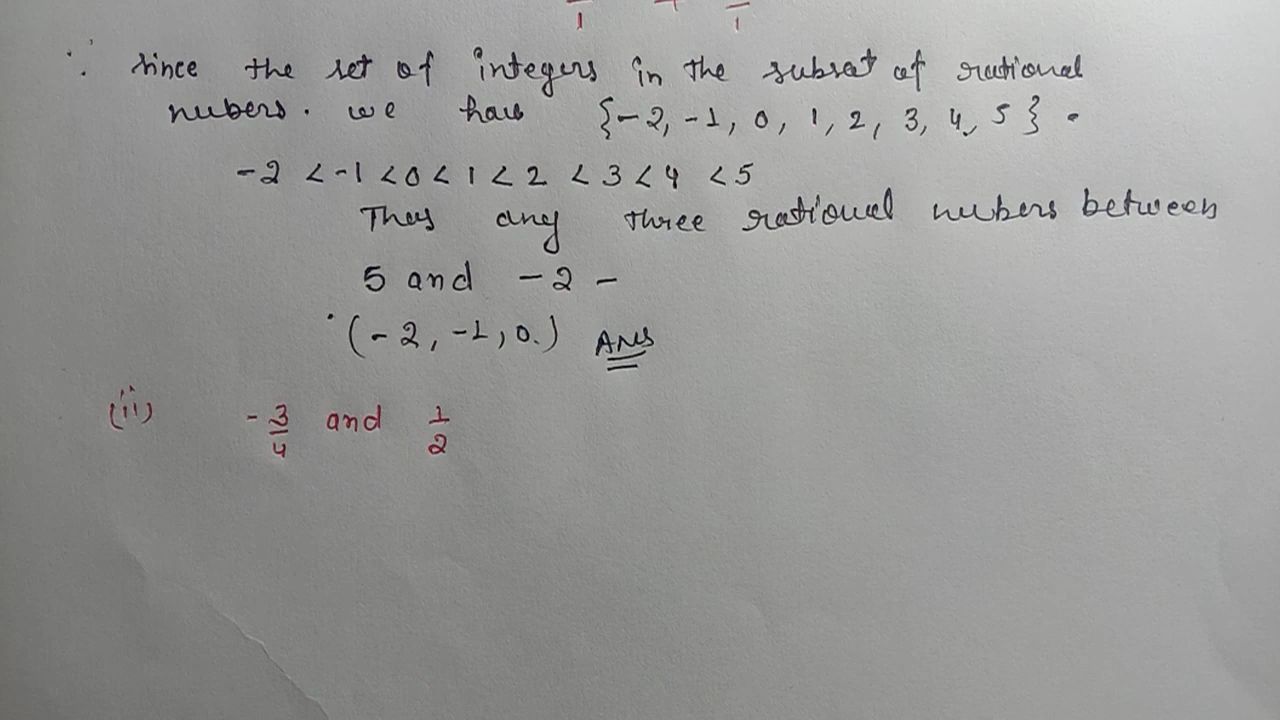 ∵ since the set of integers in the subset of rational
nubers. we have {-2, -1, 0, 1, 2, 3, 4, 5}.
-2 < -1 < 0 < 1 < 2 < 3 < 4 < 5
Thus any three rational nubers between
5 and -2 -
(-2, -1, 0.) Ans
(ii) -3/4 and 1/2